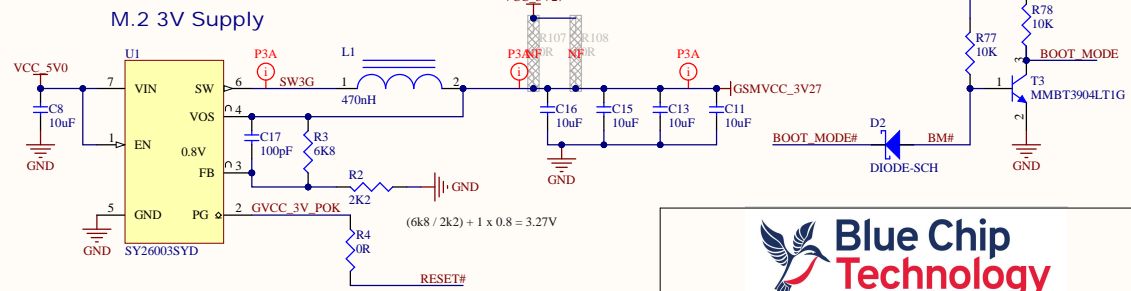 M.2 3V Supply
U1
VCC_5V0
7
VIN
SW
6
SW3G
P3A
i
L1
1
2
470nH
C8
10uF
GND
1
EN
VOS
4
0.8V
FB
3
C17
100pF
R3
6K8
R2
2K2
GND
5
GND
PG
2
GVCC_3V_POK
GND
SY26003SYD
R4
0R
RESET#
(6k8 / 2k2) + 1 x 0.8 = 3.27V
P3A
i
R107
0R
NF
R108
0R
NF
P3A
i
GSMVCC_3V27
C16
10uF
C15
10uF
C13
10uF
C11
10uF
GND
R78
10K
R77
10K
BOOT_MODE
3
1
T3
MMBT3904LT1G
2
GND
D2
BOOT_MODE#
BM#
DIODE-SCH
Blue Chip
Technology